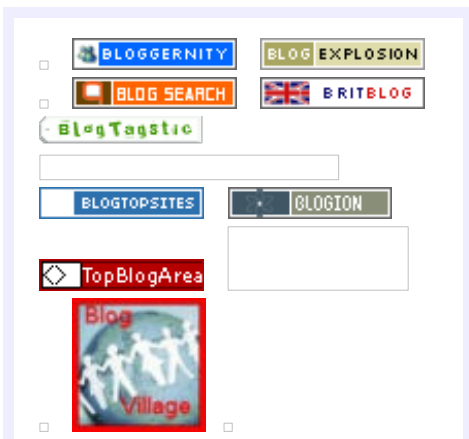 BLOGGERNITY
BLOG EXPLOSION
BLOG SEARCH
BRITBLOG
BlogTagstic
BLOGTOPSITES
BLOGION
TopBlogArea
Blog
Village